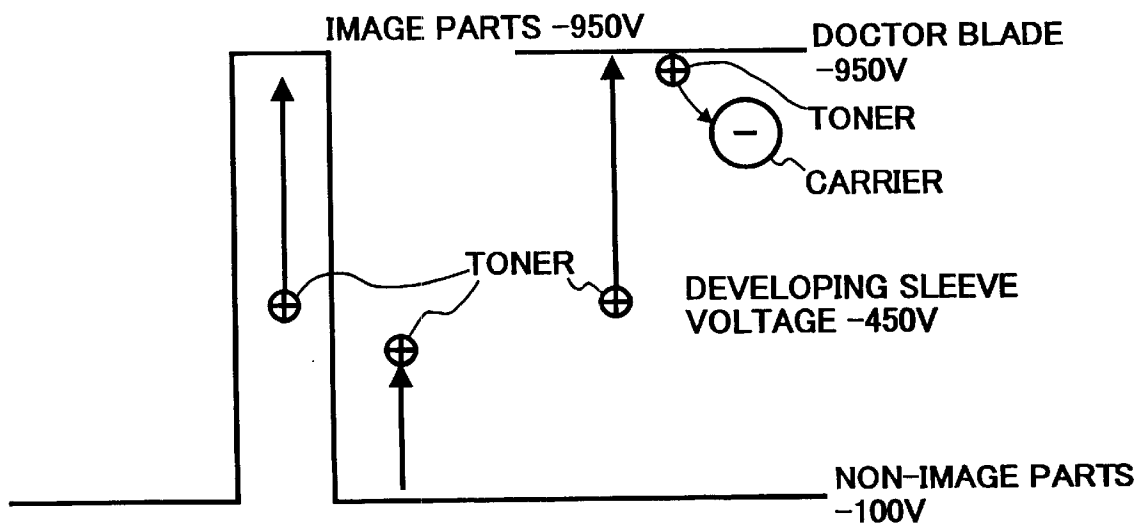 IMAGE PARTS -950V
DOCTOR BLADE
-950V
TONER
CARRIER
TONER
DEVELOPING SLEEVE
VOLTAGE -450V
NON-IMAGE PARTS
-100V